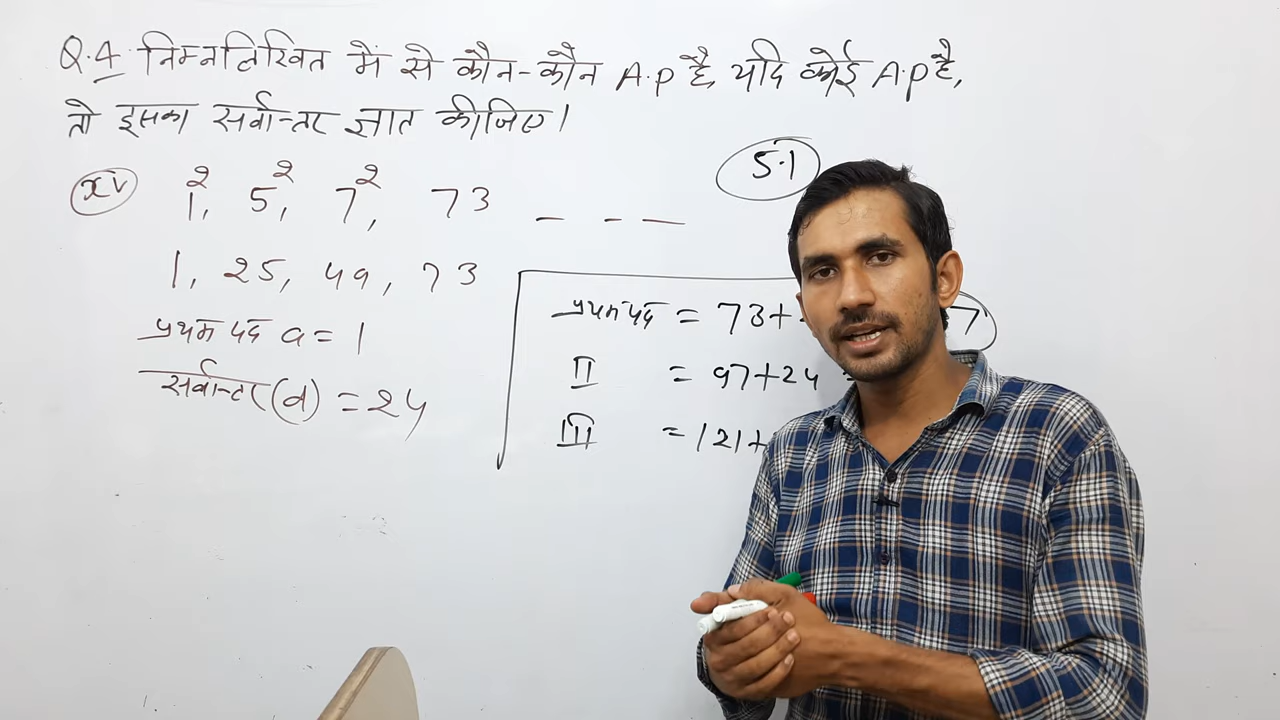 Q.4 निम्नलिखित में से कौन-कौन A.P है, यदि कोई A.P है,
तो इसका सर्वान्तर ज्ञात कीजिए।
5.1
xv 1², 5², 7², 73 _ _ _
1, 25, 49, 73
प्रथम पद a = 1
सर्वान्तर (d) = 24
प्रथम पद = 73+
II = 97+24 =
III = 121+